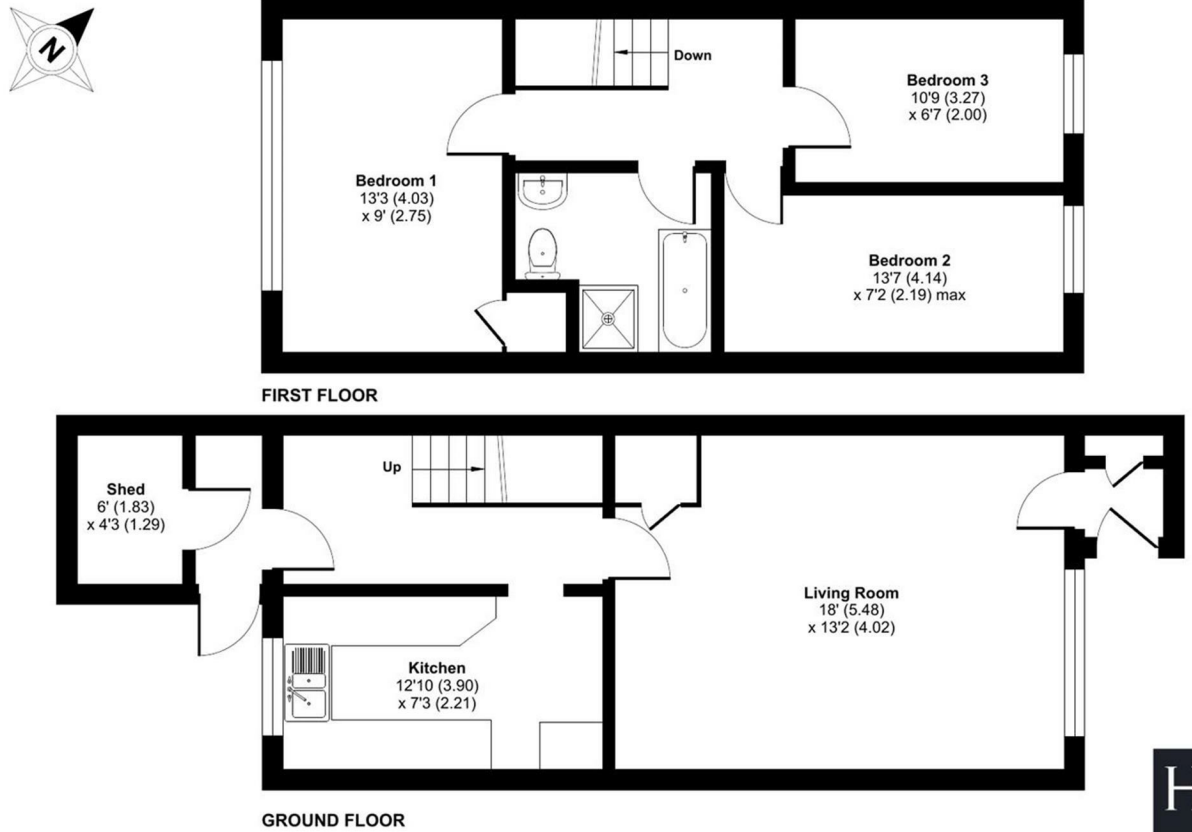 N
Down
Bedroom 3
10'9 (3.27)
x 6'7 (2.00)
Bedroom 1
13'3 (4.03)
x 9' (2.75)
Bedroom 2
13'7 (4.14)
x 7'2 (2.19) max
FIRST FLOOR
Up
Shed
6' (1.83)
x 4'3 (1.29)
Living Room
18' (5.48)
x 13'2 (4.02)
Kitchen
12'10 (3.90)
x 7'3 (2.21)
H
GROUND FLOOR